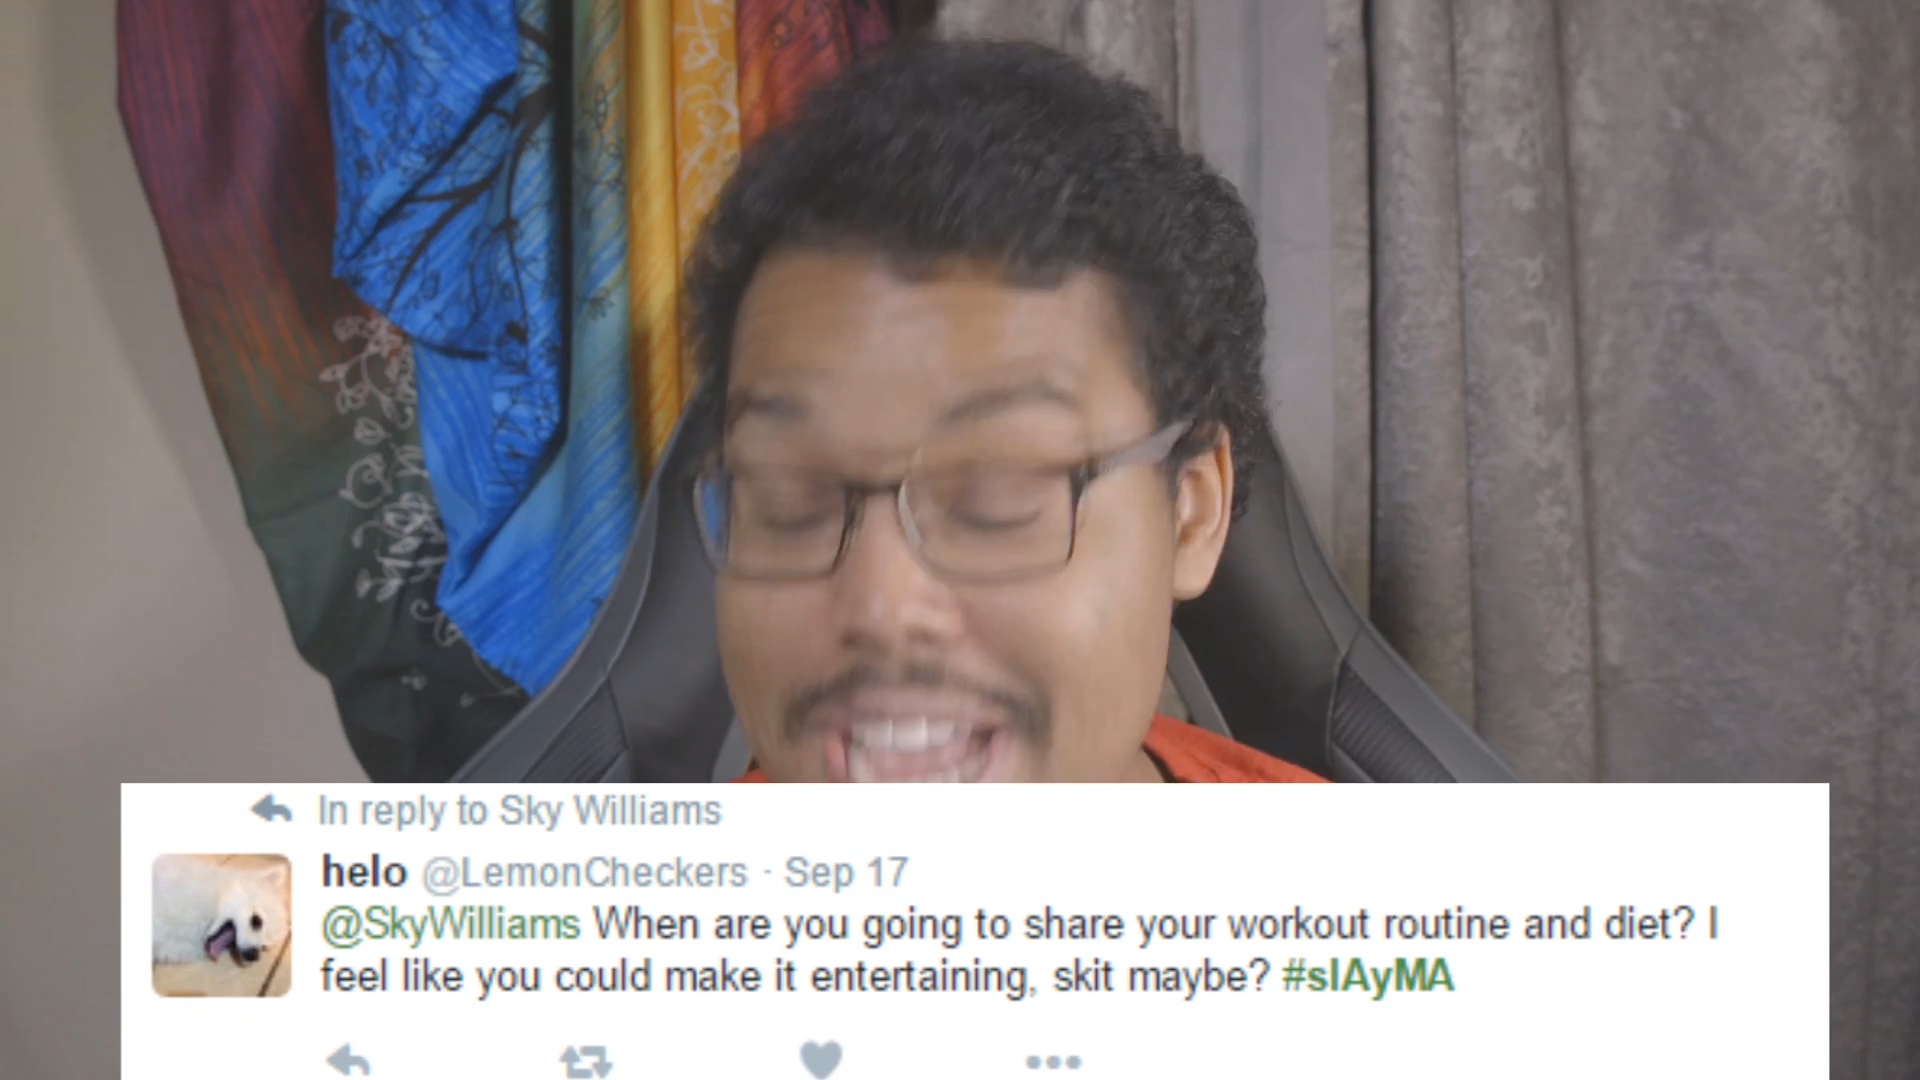 In reply to Sky Williams
helo @LemonCheckers · Sep 17
@SkyWilliams When are you going to share your workout routine and diet? I
feel like you could make it entertaining, skit maybe? #slAyMA